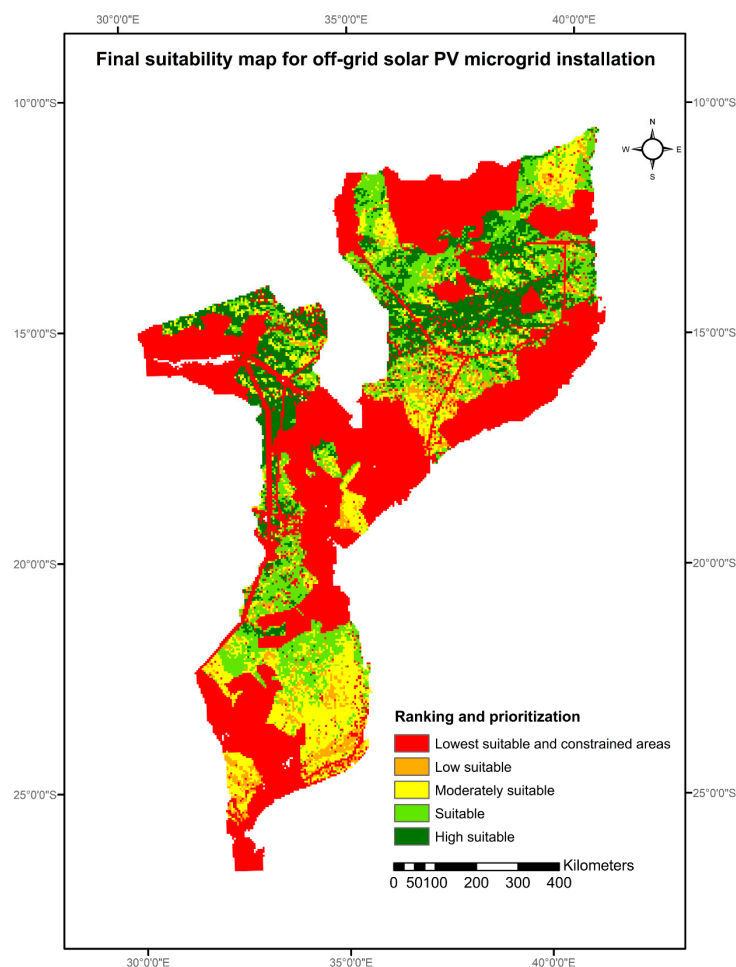 30°0'0"E 35°0'0"E 40°0'0"E
Final suitability map for off-grid solar PV microgrid installation
10°0'0"S 10°0'0"S
N
W E
S
15°0'0"S 15°0'0"S
20°0'0"S 20°0'0"S
Ranking and prioritization
Lowest suitable and constrained areas
Low suitable
Moderately suitable
25°0'0"S 25°0'0"S
Suitable
High suitable
Kilometers
0 50 100 200 300 400
30°0'0"E 35°0'0"E 40°0'0"E